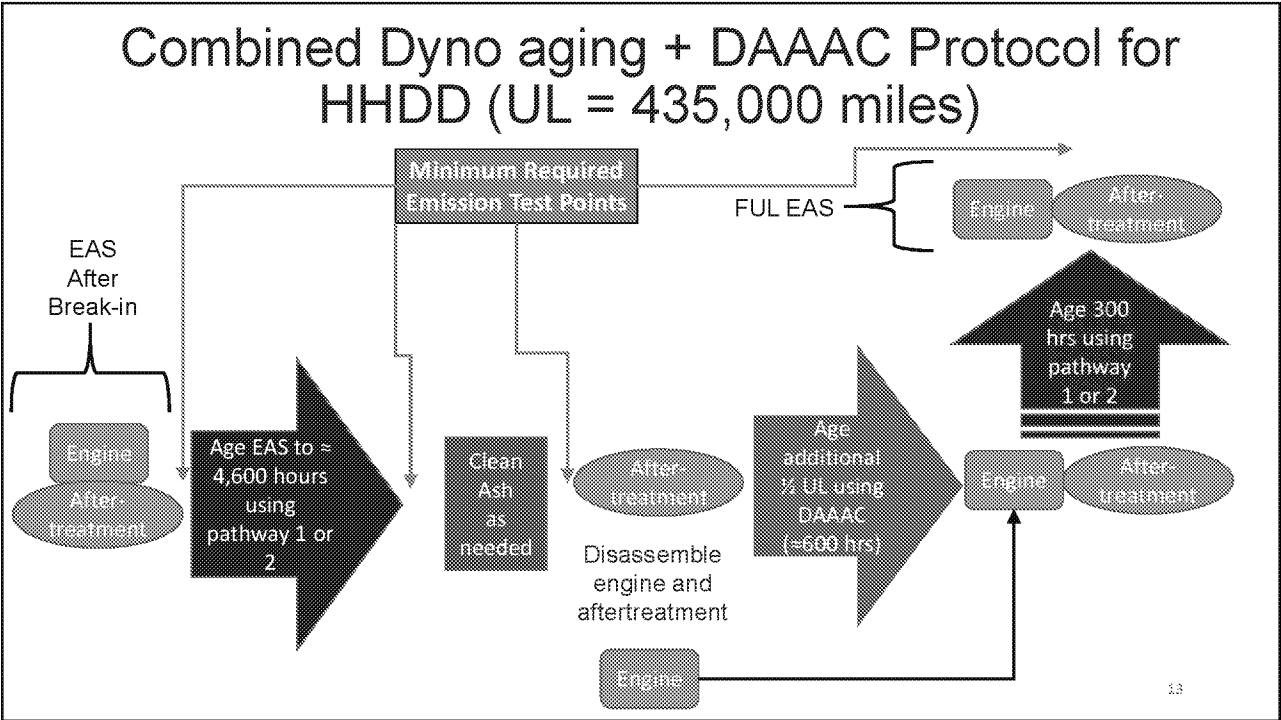 Combined Dyno aging + DAAAC Protocol for
HHDD (UL = 435,000 miles)
Minimum Required
Emission Test Points
FUL EAS
Engine
After-
treatment
EAS
After
Break-in
Age 300
hrs using
pathway
1 or 2
Engine
After-
treatment
Age EAS to ≈
4,600 hours
using
pathway 1 or
2
Clean
Ash
as
needed
After-
treatment
Disassemble
engine and
aftertreatment
Age
additional
½ UL using
DAAAC
(≈600 hrs)
Engine
After-
treatment
Engine
13